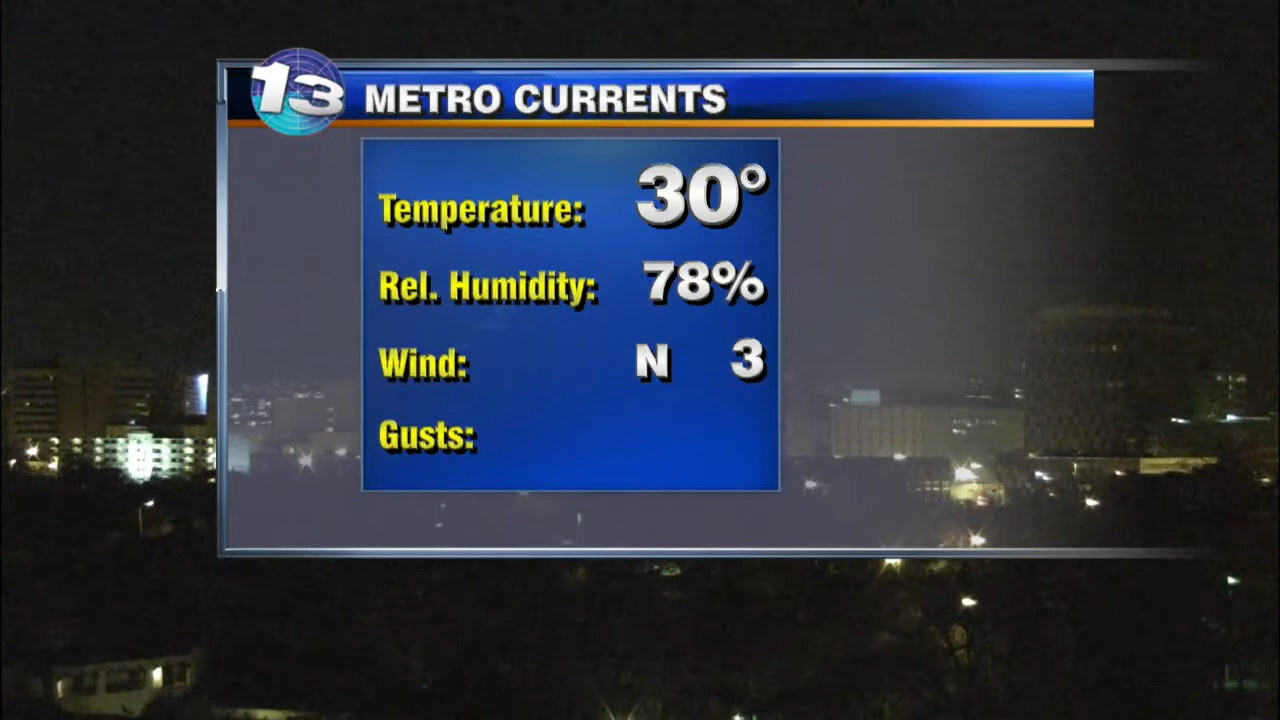 13 METRO CURRENTS
Temperature: 30°
Rel. Humidity: 78%
Wind: N 3
Gusts: